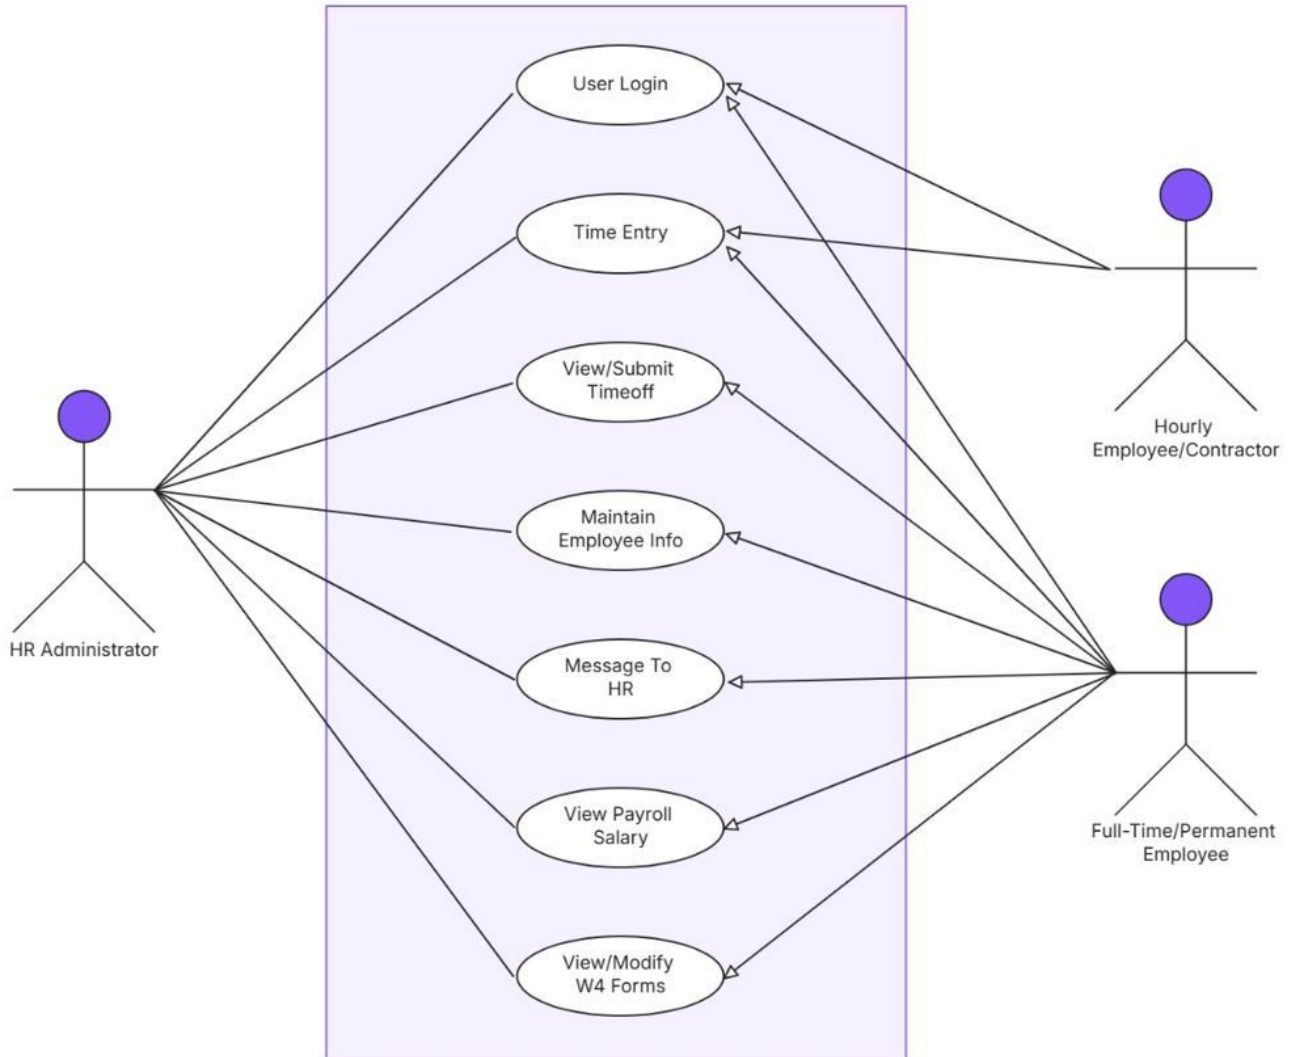 User Login
Time Entry
View/Submit
Timeoff
Maintain
Employee Info
Message To
HR
View Payroll
Salary
View/Modify
W4 Forms
HR Administrator
Hourly
Employee/Contractor
Full-Time/Permanent
Employee